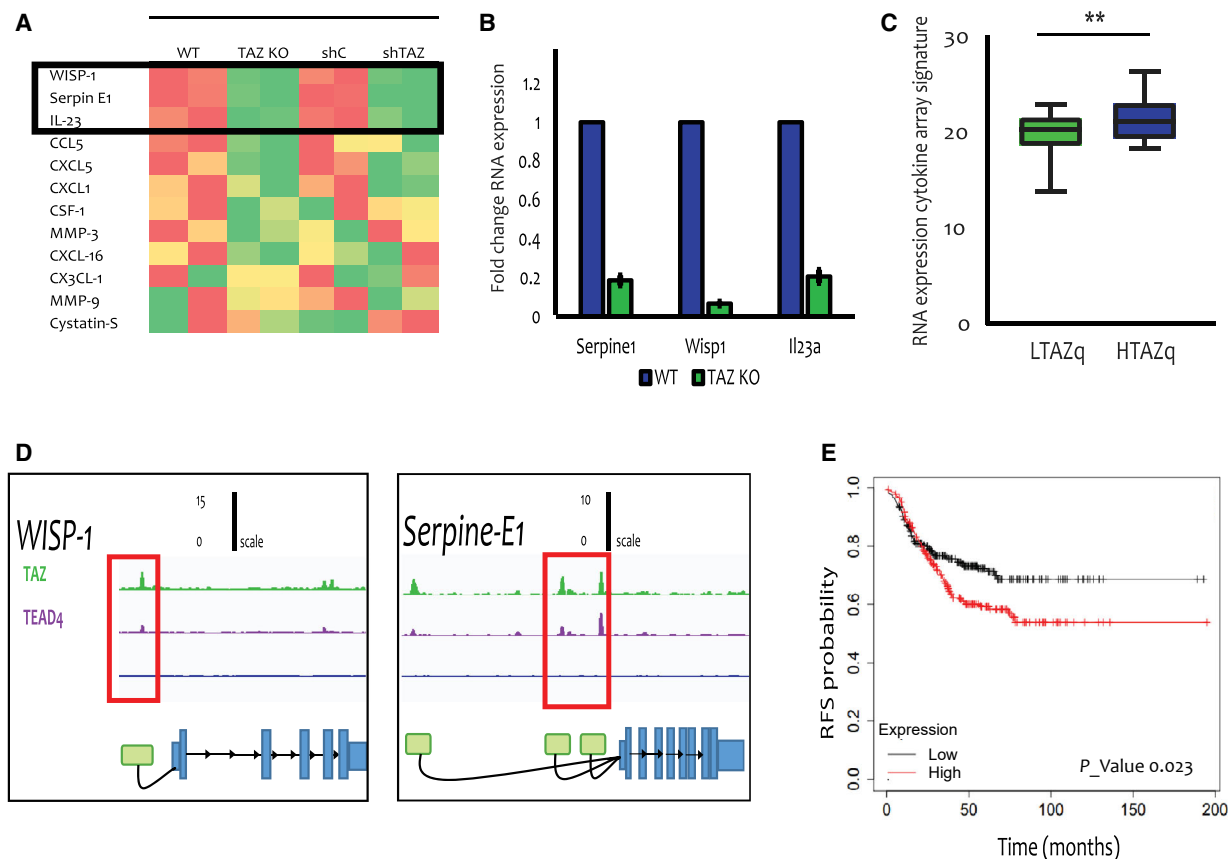 A
WT TAZ KO shC shTAZ
WISP-1
Serpin E1
IL-23
CCL5
CXCL5
CXCL1
CSF-1
MMP-3
CXCL-16
CX3CL-1
MMP-9
Cystatin-S
B
Fold change RNA expression
1.2
1
0.8
0.6
0.4
0.2
0
Serpine1 Wisp1 Il23a
WT TAZ KO
C
**
RNA expression cytokine array signature
30
20
10
0
LTAZq HTAZq
D
WISP-1
15
0 scale
TAZ
TEAD4
Serpine-E1
10
0 scale
E
RFS probability
1.0
0.8
0.6
0.4
0.2
0.0
Expression
Low
High
P_Value 0.023
0 50 100 150 200
Time (months)